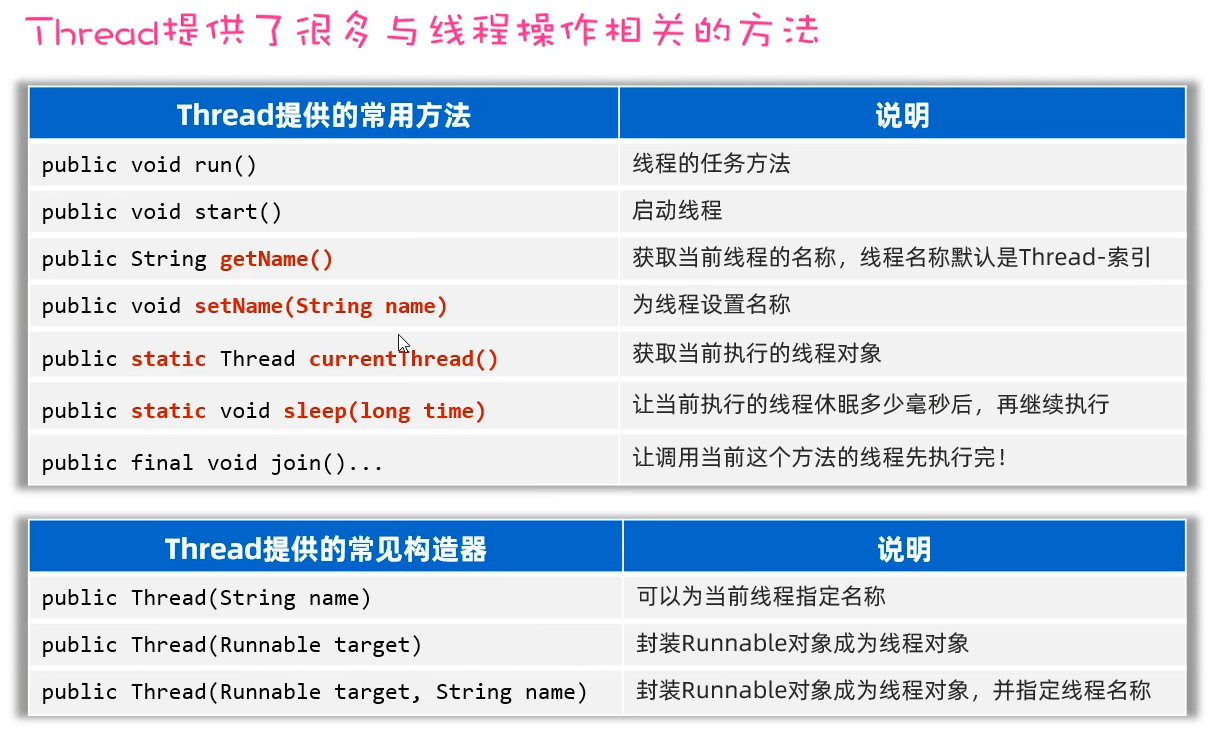 Thread提供了很多与线程操作相关的方法
Thread提供的常用方法 说明
public void run() 线程的任务方法
public void start() 启动线程
public String getName() 获取当前线程的名称，线程名称默认是Thread-索引
public void setName(String name) 为线程设置名称
public static Thread currentThread() 获取当前执行的线程对象
public static void sleep(long time) 让当前执行的线程休眠多少毫秒后，再继续执行
public final void join()... 让调用当前这个方法的线程先执行完！
Thread提供的常见构造器 说明
public Thread(String name) 可以为当前线程指定名称
public Thread(Runnable target) 封装Runnable对象成为线程对象
public Thread(Runnable target, String name) 封装Runnable对象成为线程对象，并指定线程名称